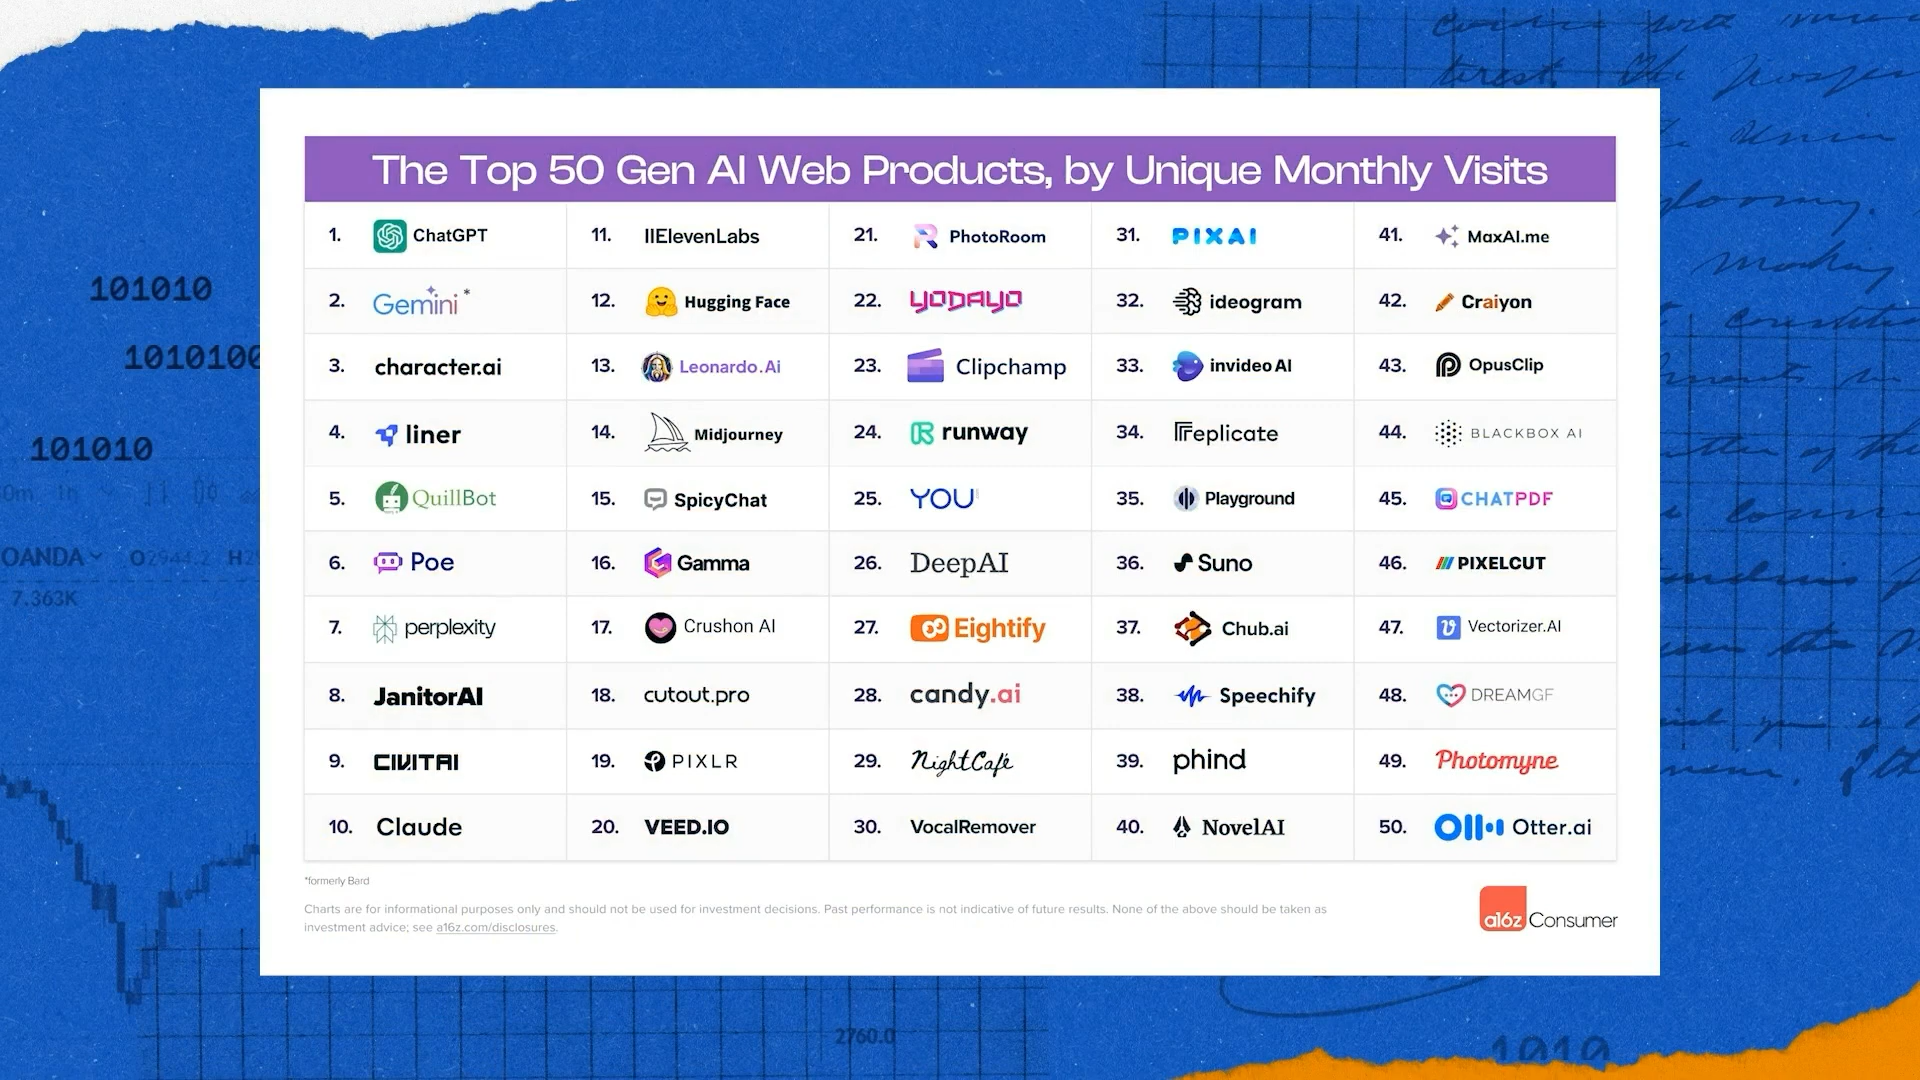 The Top 50 Gen AI Web Products, by Unique Monthly Visits
1. ChatGPT
2. Gemini*
3. character.ai
4. liner
5. QuillBot
6. Poe
7. perplexity
8. JanitorAI
9. CIVITAI
10. Claude
11. IIElevenLabs
12. Hugging Face
13. Leonardo.Ai
14. Midjourney
15. SpicyChat
16. Gamma
17. Crushon AI
18. cutout.pro
19. PIXLR
20. VEED.IO
21. PhotoRoom
22. YODAYO
23. Clipchamp
24. runway
25. YOU
26. DeepAI
27. Eightify
28. candy.ai
29. NightCafé
30. VocalRemover
31. PIXAI
32. ideogram
33. invideo AI
34. Replicate
35. Playground
36. Suno
37. Chub.ai
38. Speechify
39. phind
40. NovelAI
41. MaxAI.me
42. Craiyon
43. OpusClip
44. BLACKBOX AI
45. CHATPDF
46. PIXELCUT
47. Vectorizer.AI
48. DREAMGF
49. Photomyne
50. Otter.ai
*formerly Bard
Charts are for informational purposes only and should not be used for investment decisions. Past performance is not indicative of future results. None of the above should be taken as
investment advice; see a16z.com/disclosures.
a16z Consumer
101010
1010100
101010
OANDA
7.363K
2760.0
1010